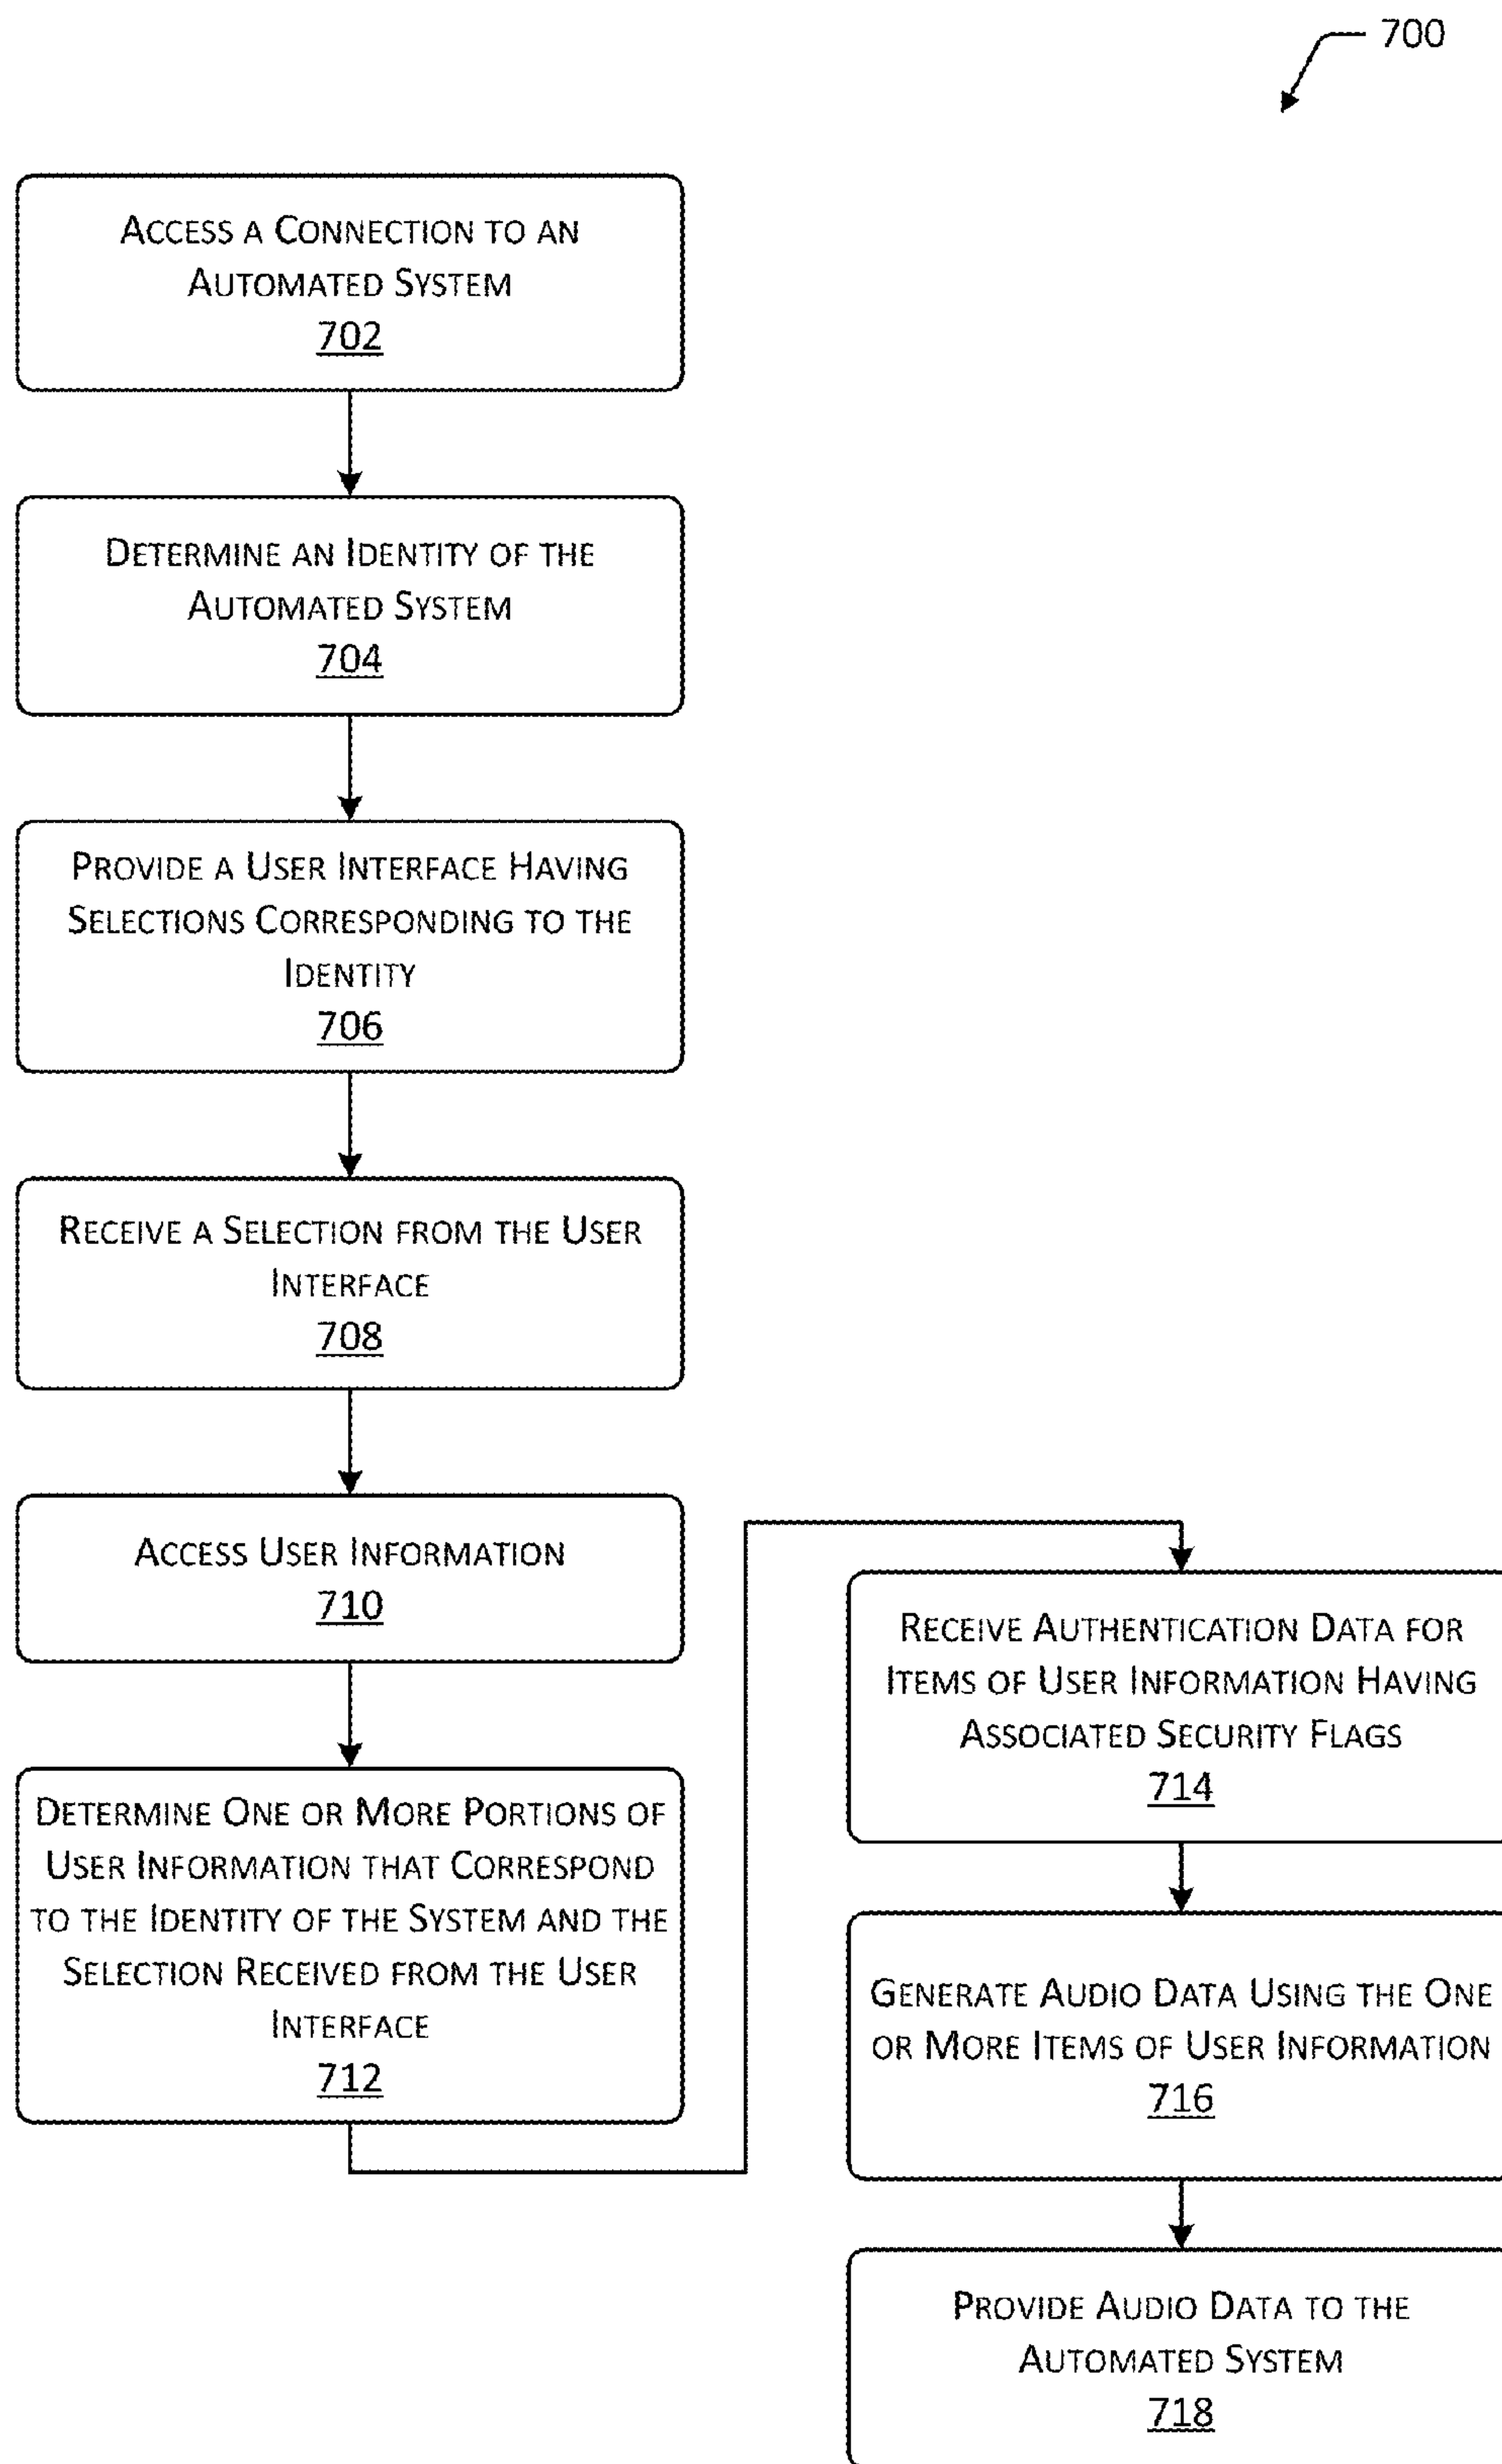 700
ACCESS A CONNECTION TO AN
AUTOMATED SYSTEM
702
DETERMINE AN IDENTITY OF THE
AUTOMATED SYSTEM
704
PROVIDE A USER INTERFACE HAVING
SELECTIONS CORRESPONDING TO THE
IDENTITY
706
RECEIVE A SELECTION FROM THE USER
INTERFACE
708
ACCESS USER INFORMATION
710
DETERMINE ONE OR MORE PORTIONS OF
USER INFORMATION THAT CORRESPOND
TO THE IDENTITY OF THE SYSTEM AND THE
SELECTION RECEIVED FROM THE USER
INTERFACE
712
RECEIVE AUTHENTICATION DATA FOR
ITEMS OF USER INFORMATION HAVING
ASSOCIATED SECURITY FLAGS
714
GENERATE AUDIO DATA USING THE ONE
OR MORE ITEMS OF USER INFORMATION
716
PROVIDE AUDIO DATA TO THE
AUTOMATED SYSTEM
718